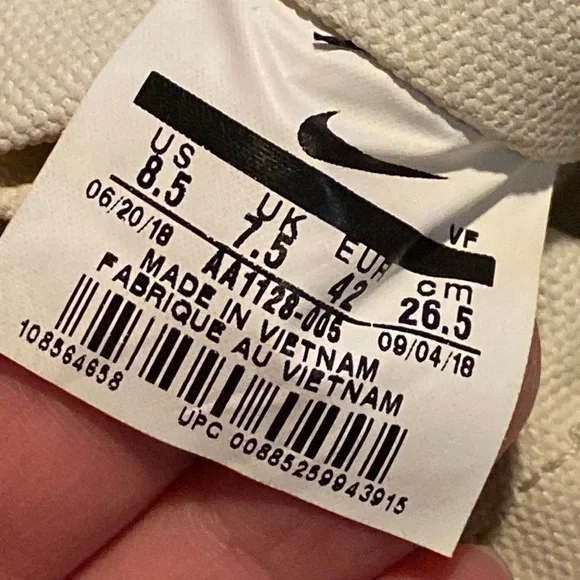 VF
US UK EUR cm
8.5 7.5 42 26.5
06/20/18 AA1128-005 09/04/18
MADE IN VIETNAM
FABRIQUE AU VIETNAM
108564658
UPC 00885259943915